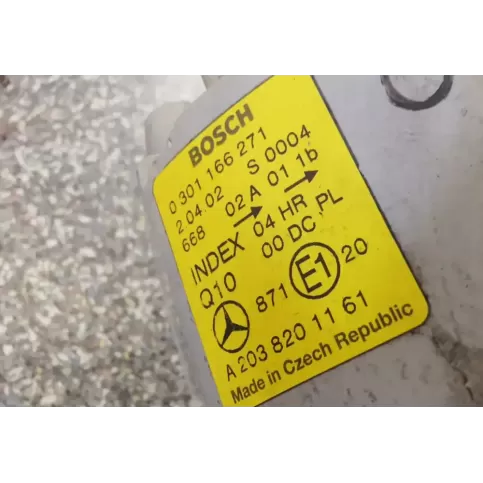 BOSCH
0 301 166 271
2 04.02 S 0004
668 02 A 01 1b
INDEX 04 HR PL
Q10 00 DC
871 E1 20
A 203 820 11 61
Made in Czech Republic